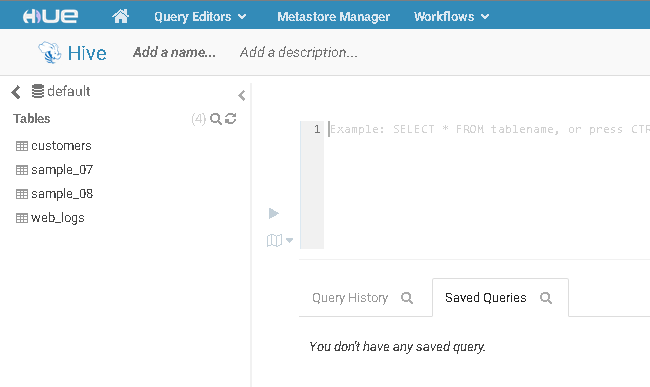 HUE Query Editors Metastore Manager Workflows
Hive Add a name... Add a description...
default
Tables (4)
customers
sample_07
sample_08
web_logs
1 Example: SELECT * FROM tablename, or press CTR
Query History Saved Queries
You don't have any saved query.